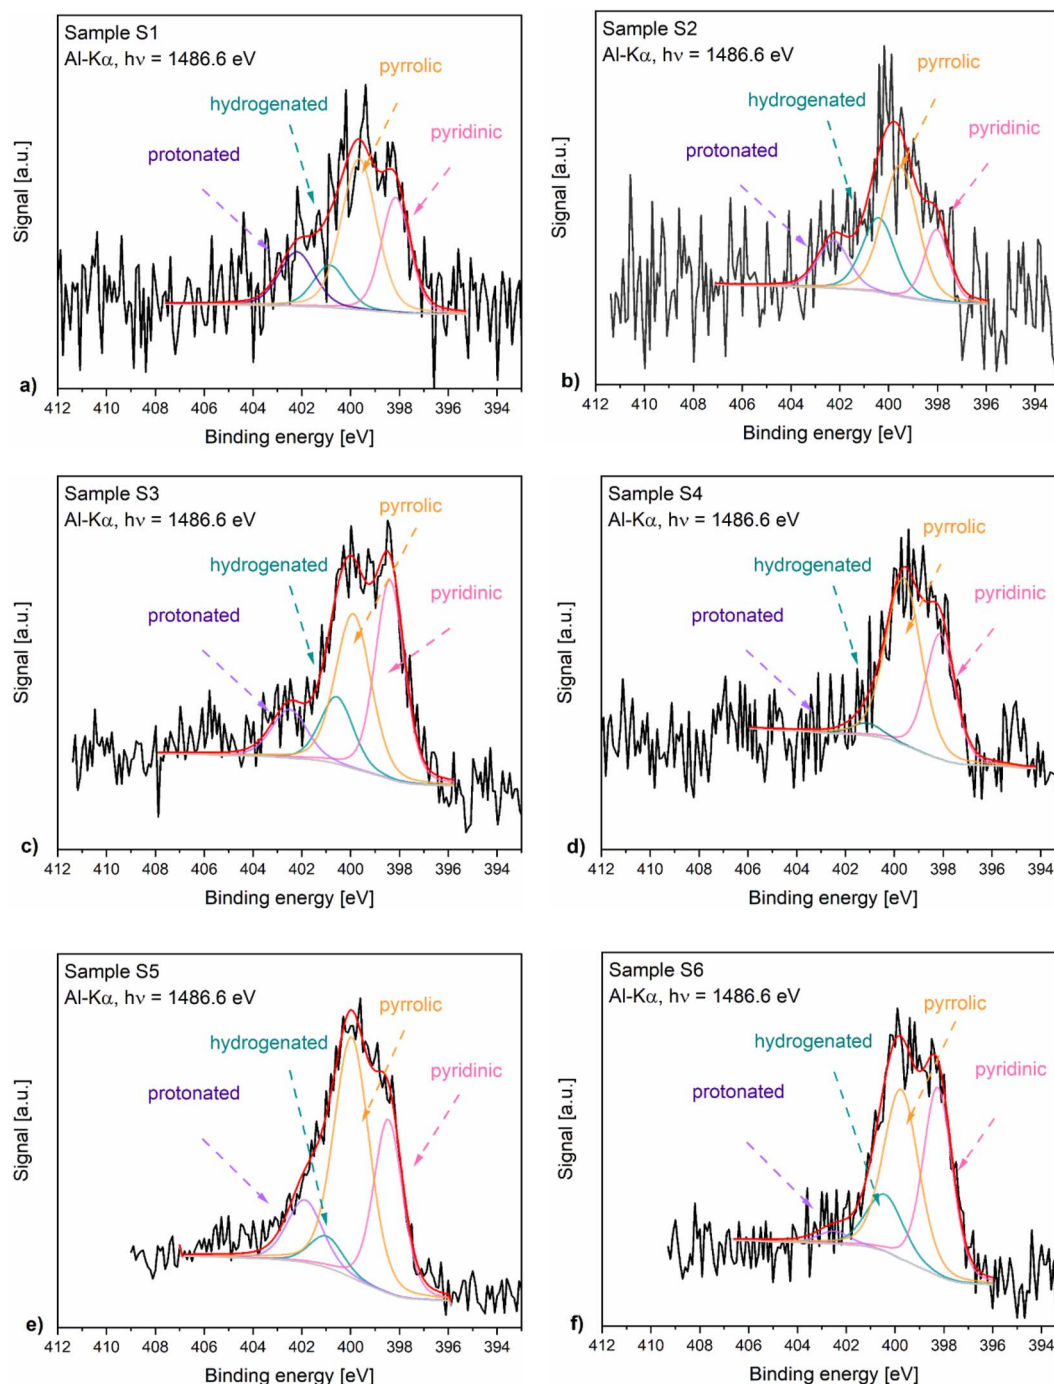 Sample S1
Al-Kα, hν = 1486.6 eV
pyrrolic
hydrogenated
pyridinic
protonated
Signal [a.u.]
a)
412 410 408 406 404 402 400 398 396 394
Binding energy [eV]
Sample S2
Al-Kα, hν = 1486.6 eV
pyrrolic
hydrogenated
pyridinic
protonated
Signal [a.u.]
b)
412 410 408 406 404 402 400 398 396 394
Binding energy [eV]
Sample S3
Al-Kα, hν = 1486.6 eV
pyrrolic
hydrogenated
pyridinic
protonated
Signal [a.u.]
c)
412 410 408 406 404 402 400 398 396 394
Binding energy [eV]
Sample S4
Al-Kα, hν = 1486.6 eV
pyrrolic
hydrogenated
pyridinic
protonated
Signal [a.u.]
d)
412 410 408 406 404 402 400 398 396 394
Binding energy [eV]
Sample S5
Al-Kα, hν = 1486.6 eV
pyrrolic
hydrogenated
pyridinic
protonated
Signal [a.u.]
e)
412 410 408 406 404 402 400 398 396 394
Binding energy [eV]
Sample S6
Al-Kα, hν = 1486.6 eV
pyrrolic
hydrogenated
pyridinic
protonated
Signal [a.u.]
f)
412 410 408 406 404 402 400 398 396 394
Binding energy [eV]